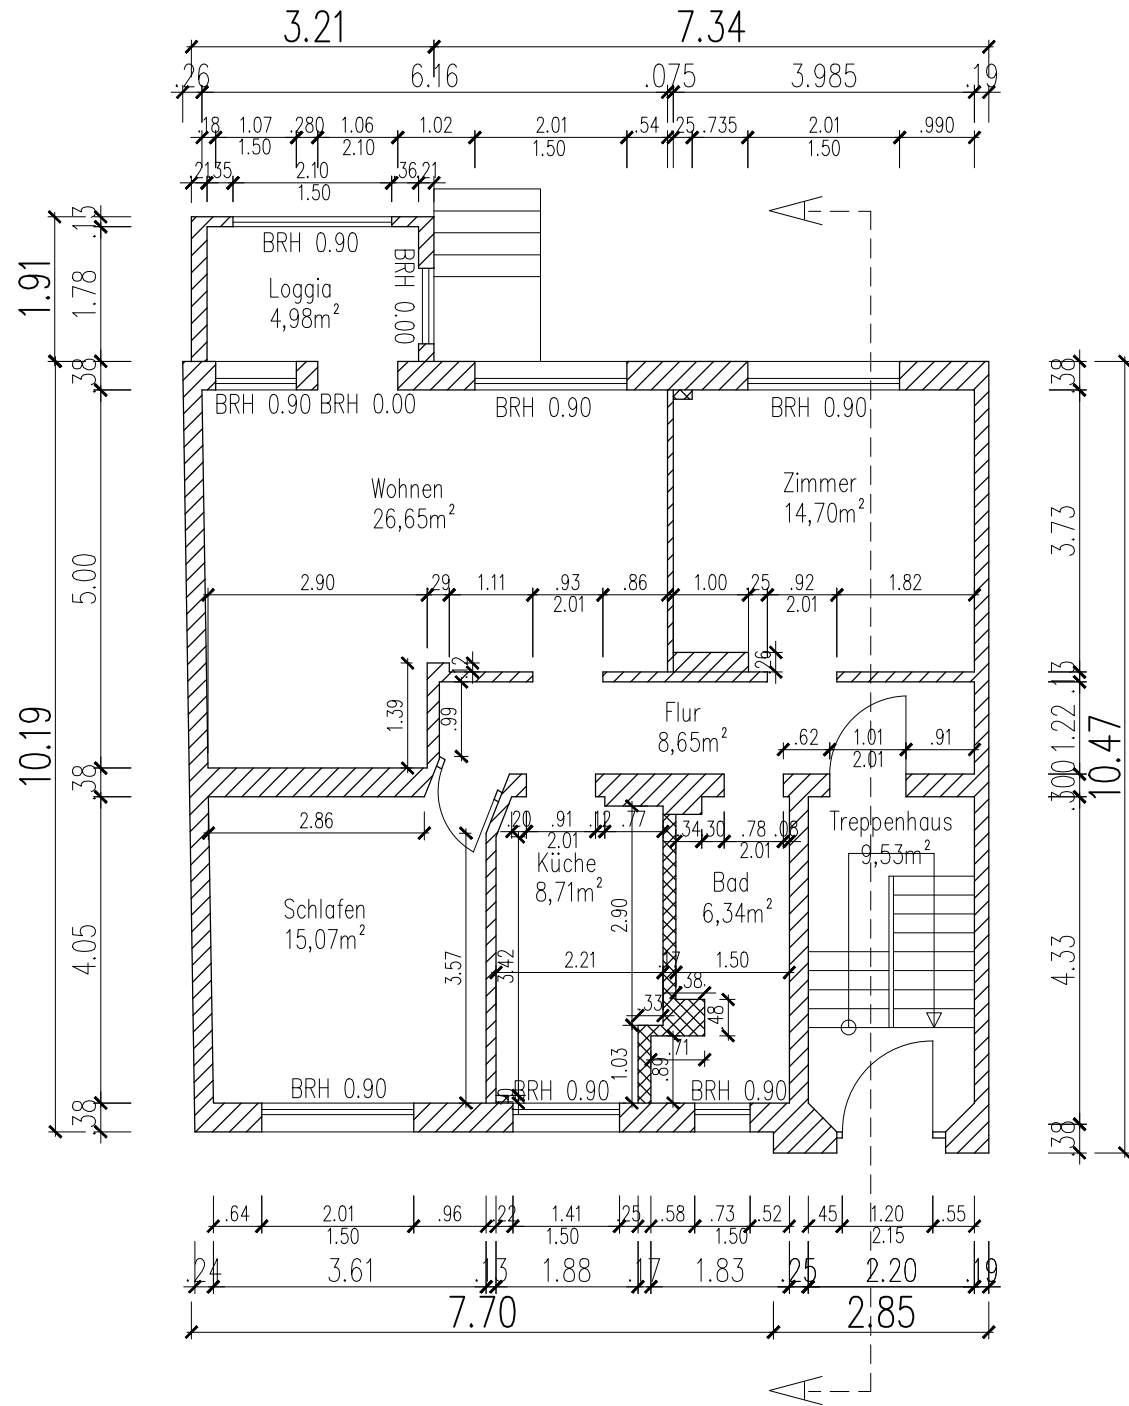 3.21 7.34
.26 6.16 .075 3.985 .19
.18 1.07 .280 1.06 1.02 2.01 .54 .25 .735 2.01 .990
1.50 2.10 1.50 1.50
.21 .35 2.10 .36 .21
1.50
.13
BRH 0.90
BRH 0.00
1.91
1.78
Loggia
4,98m²
.38
.38
BRH 0.90 BRH 0.00
BRH 0.90
BRH 0.90
Wohnen
26,65m²
Zimmer
14,70m²
3.73
5.00
2.90 .29 1.11 .93 .86 1.00 .25 .92 1.82
2.01 2.01
.26
.13
1.39
.99
Flur
8,65m²
1.22
10.19
10.47
.62 1.01 .91
2.01
.38
.30
2.86
.20 .91 .12 .77
2.01
.34 .30 .78 .08
2.01
Treppenhaus
9,53m²
Küche
8,71m²
Bad
6,34m²
Schlafen
15,07m²
2.90
4.05
4.33
3.57
3.42
2.21 1.50
.38
.33
.48
.71
1.03
.89
BRH 0.90
BRH 0.90
BRH 0.90
.38
.38
.64 2.01 .96 .22 1.41 .25 .58 .73 .52 .45 1.20 .55
1.50 1.50 1.50 2.15
.24 3.61 .13 1.88 .17 1.83 .25 2.20 .19
7.70 2.85